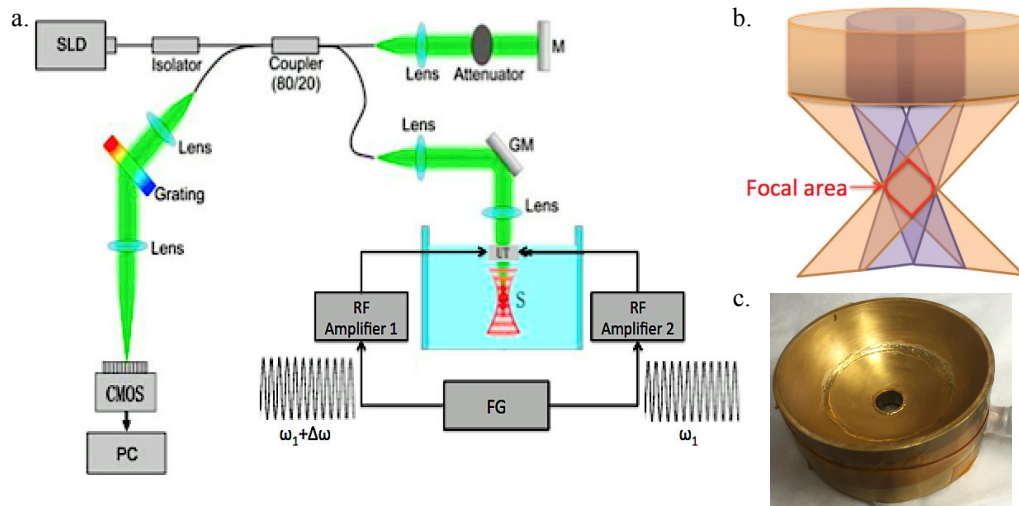 a.
SLD
Isolator
Coupler
(80/20)
Lens
Attenuator
M
Lens
Grating
Lens
Lens
GM
Lens
UT
S
RF
Amplifier 1
RF
Amplifier 2
CMOS
PC
FG
ω1+Δω
ω1
b.
Focal area
c.